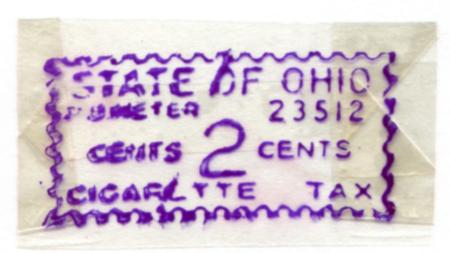 STATE OF OHIO
METER 23512
CENTS 2 CENTS
CIGARETTE TAX